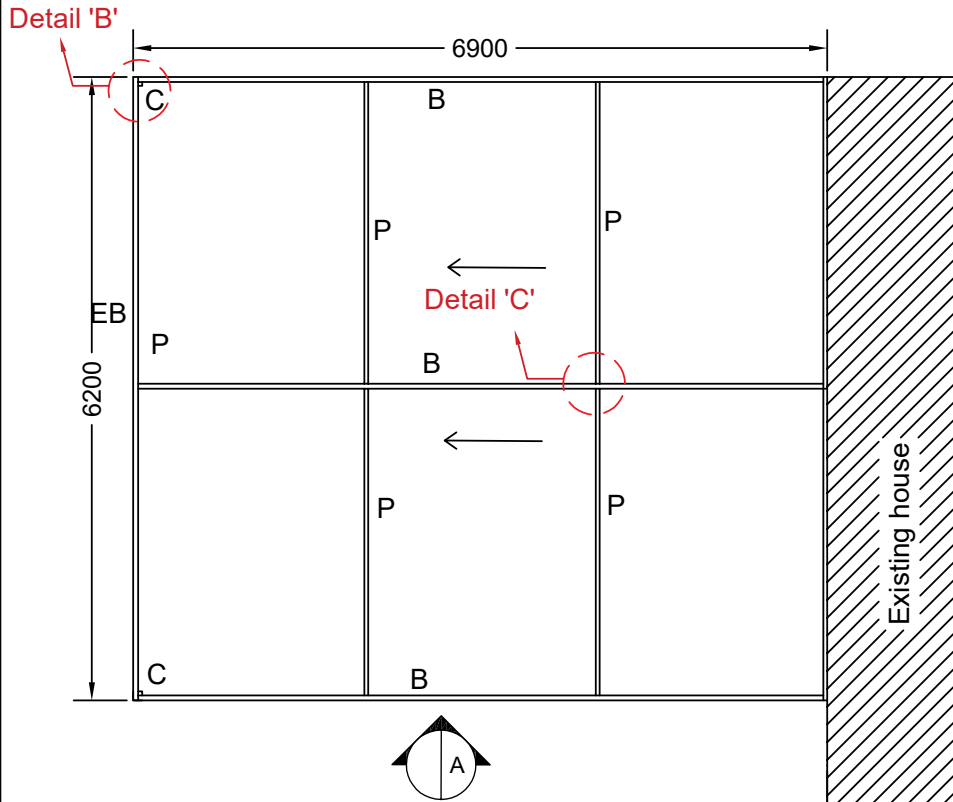 Detail 'B'
6900
C
B
P
P
Detail 'C'
EB
P
B
6200
P
P
Existing house
C
B
A